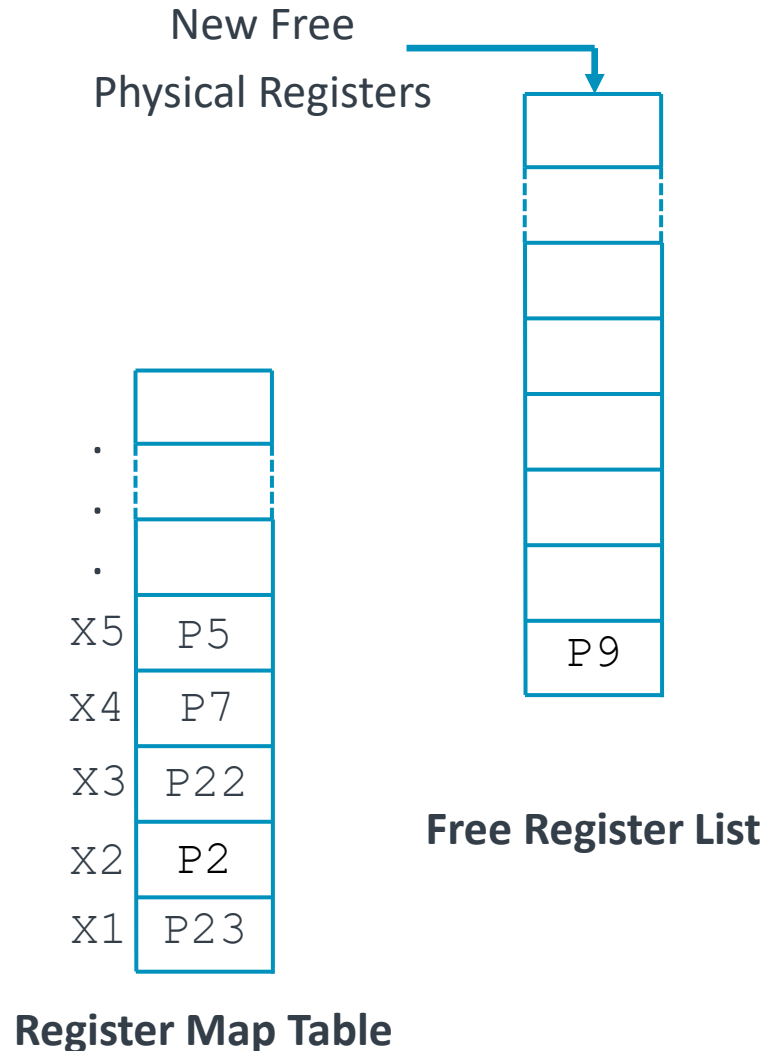 New Free
Physical Registers
.
.
.
X5 P5
X4 P7
X3 P22
X2 P2
X1 P23
Register Map Table
P9
Free Register List